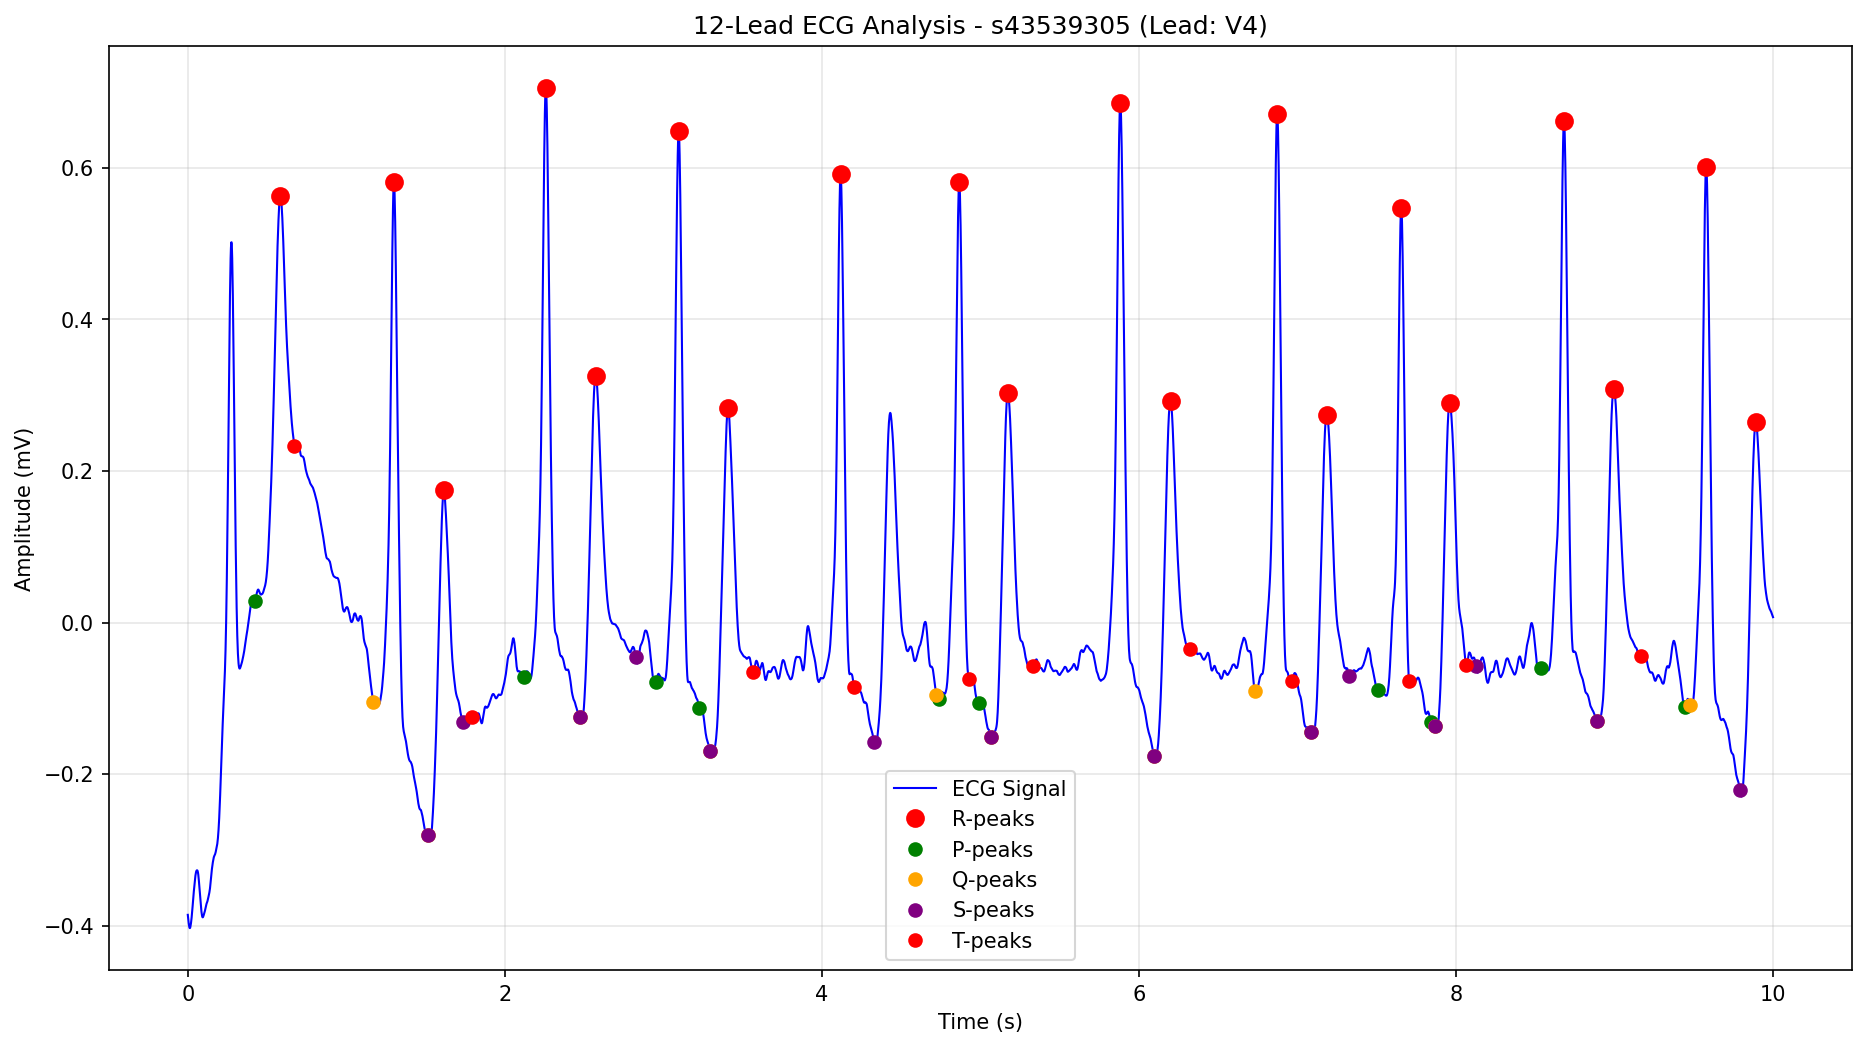 12-Lead ECG Analysis - s43539305 (Lead: V4)
Amplitude (mV)
0.6
0.4
0.2
0.0
−0.2
−0.4
ECG Signal
R-peaks
P-peaks
Q-peaks
S-peaks
T-peaks
0 2 4 6 8 10
Time (s)